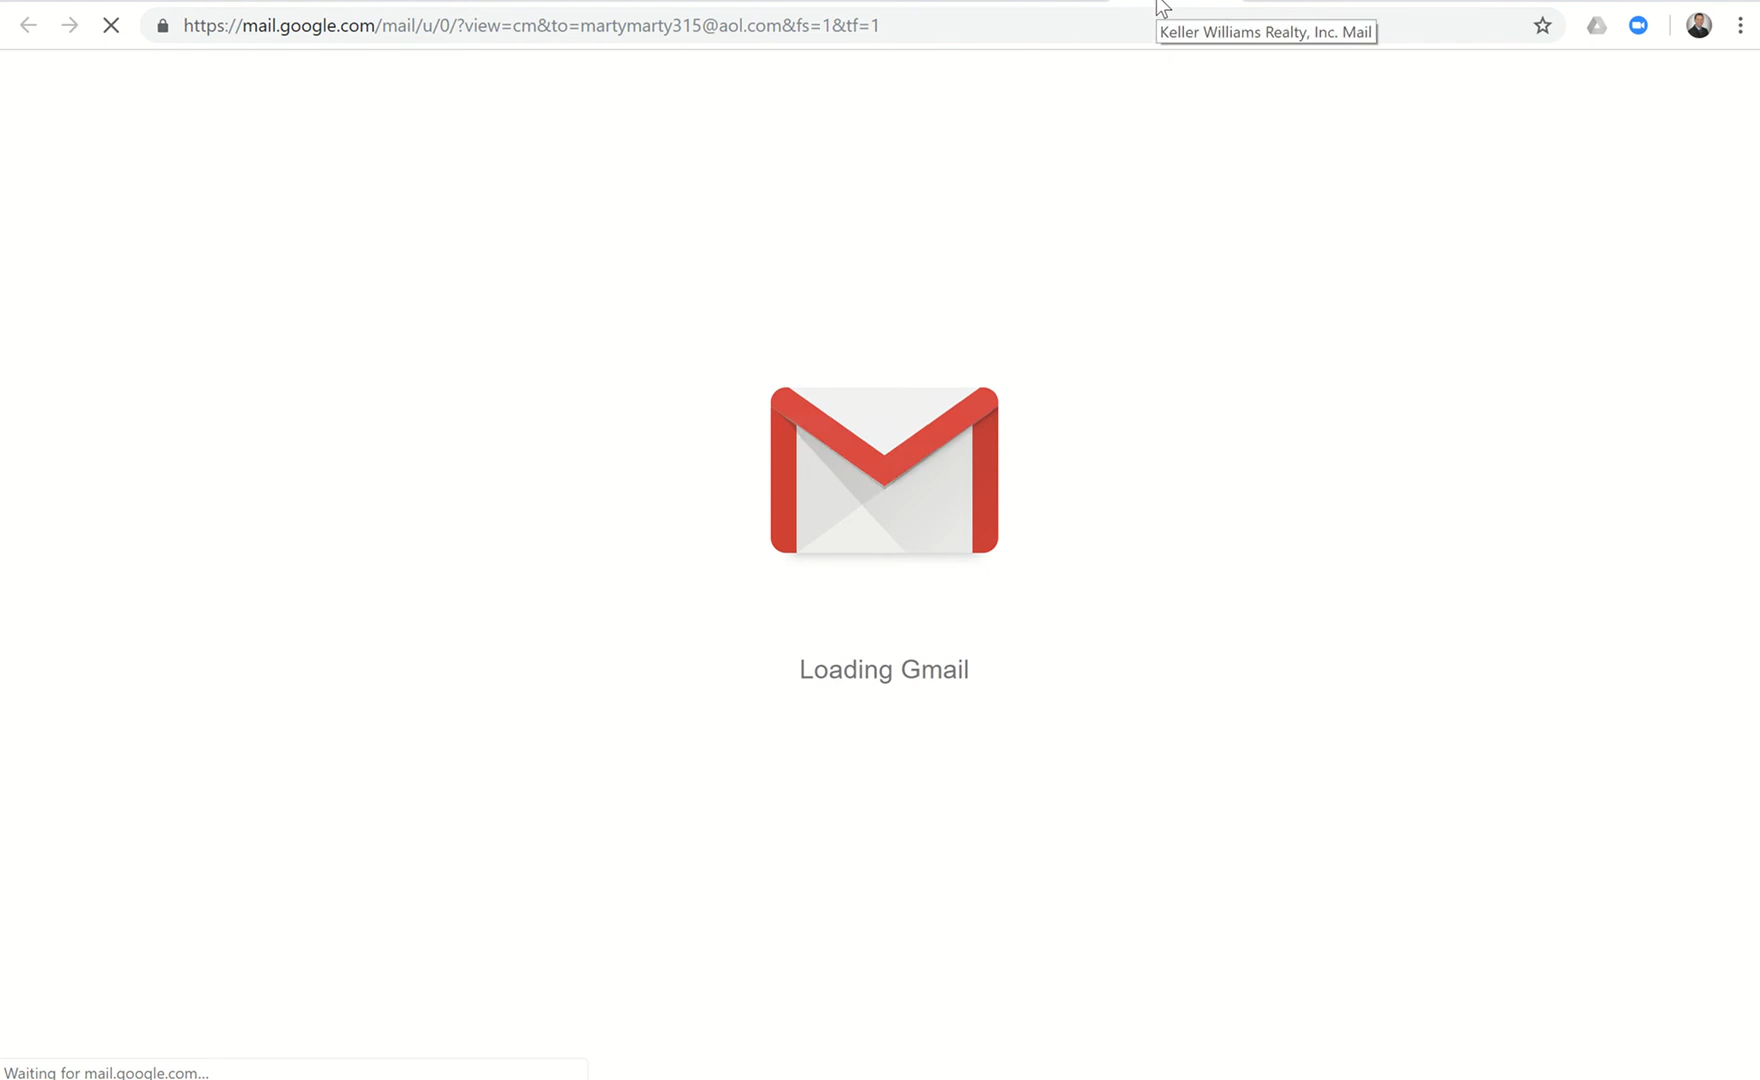 https://mail.google.com/mail/u/0/?view=cm&to=martymarty315@aol.com&fs=1&tf=1
Keller Williams Realty, Inc. Mail
Loading Gmail
Waiting for mail.google.com...